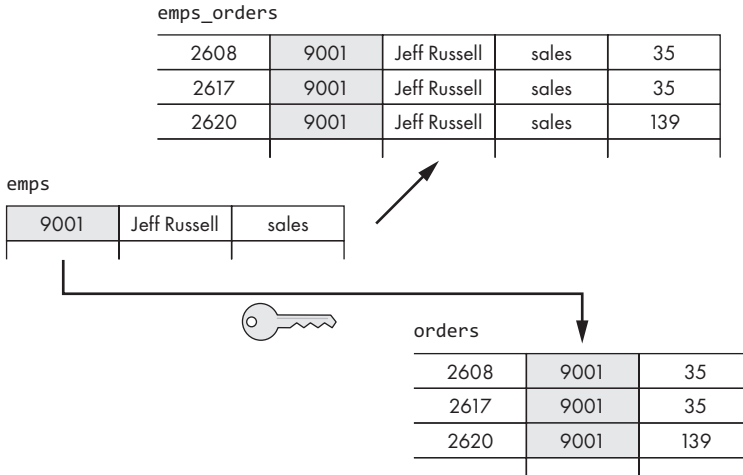 emps_orders
2608 9001 Jeff Russell sales 35
2617 9001 Jeff Russell sales 35
2620 9001 Jeff Russell sales 139
emps
9001 Jeff Russell sales
orders
2608 9001 35
2617 9001 35
2620 9001 139